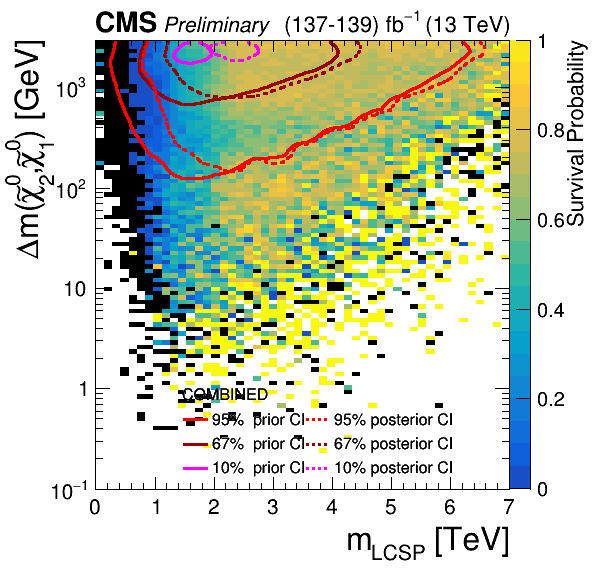 CMS Preliminary (137-139) fb⁻¹ (13 TeV)
Δm(χ̃⁰₂,χ̃⁰₁) [GeV]
10³
10²
10
1
10⁻¹
COMBINED
95% prior CI 95% posterior CI
67% prior CI 67% posterior CI
10% prior CI 10% posterior CI
0 1 2 3 4 5 6 7
m_LCSP [TeV]
1
0.8
0.6
0.4
0.2
0
Survival Probability